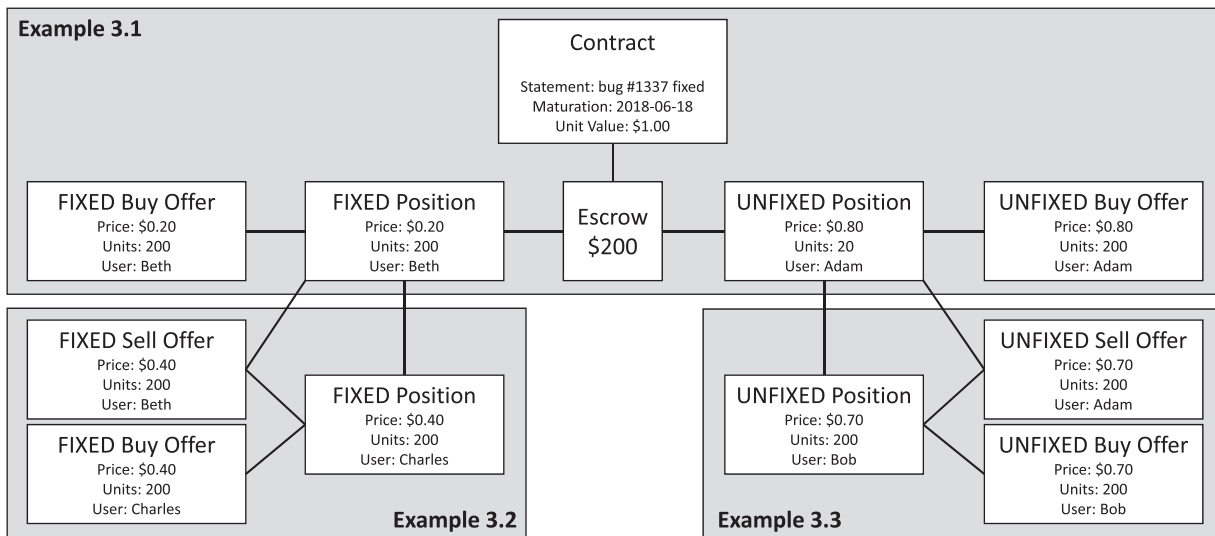 Example 3.1
Contract
Statement: bug #1337 fixed
Maturation: 2018-06-18
Unit Value: $1.00
FIXED Buy Offer
Price: $0.20
Units: 200
User: Beth
FIXED Position
Price: $0.20
Units: 200
User: Beth
Escrow
$200
UNFIXED Position
Price: $0.80
Units: 20
User: Adam
UNFIXED Buy Offer
Price: $0.80
Units: 200
User: Adam
FIXED Sell Offer
Price: $0.40
Units: 200
User: Beth
FIXED Buy Offer
Price: $0.40
Units: 200
User: Charles
FIXED Position
Price: $0.40
Units: 200
User: Charles
Example 3.2
UNFIXED Position
Price: $0.70
Units: 200
User: Bob
UNFIXED Sell Offer
Price: $0.70
Units: 200
User: Adam
UNFIXED Buy Offer
Price: $0.70
Units: 200
User: Bob
Example 3.3